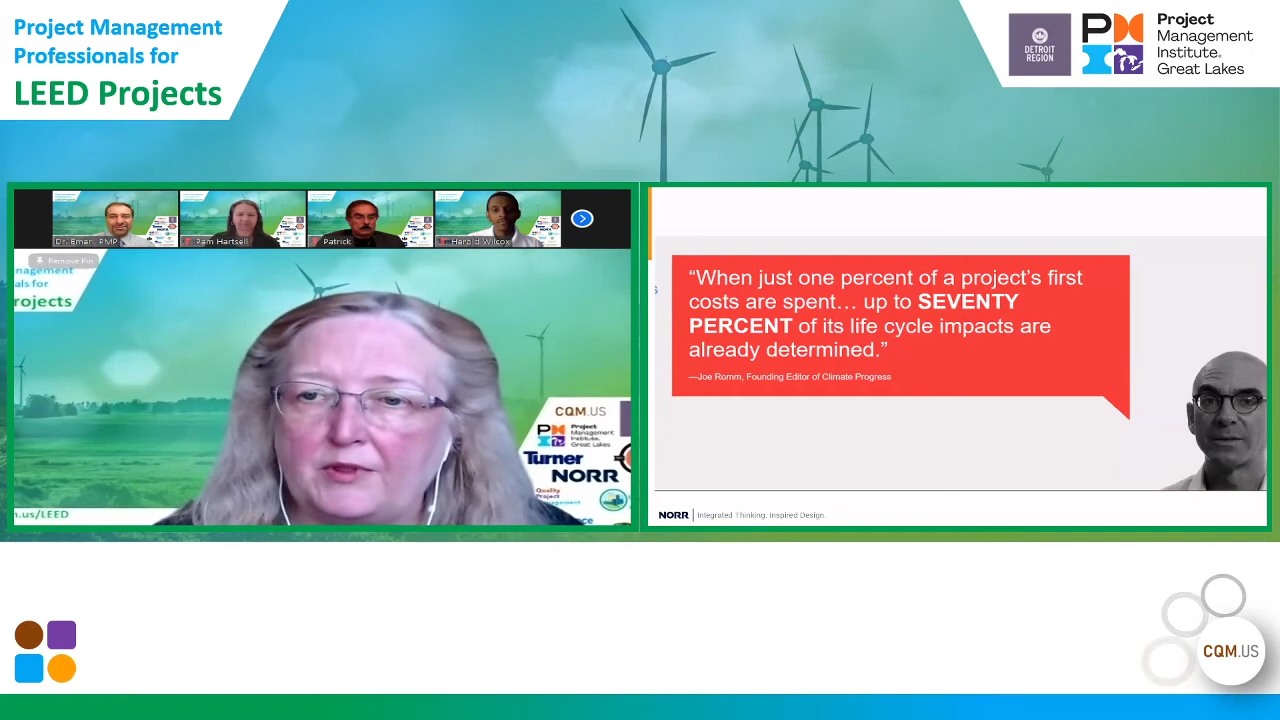 Project Management
Professionals for
LEED Projects
DETROIT
REGION
Project
Management
Institute®
Great Lakes
Dr. Emar, PMP
Pam Hartsell
Patrick
Harold Wilcox
Remove Pin
nagement
als for
ojects
CQM.US
Project
Management
Institute
Great Lakes
Turner
NORR
Quality
Project
m.us/LEED
s
“When just one percent of a project’s first
costs are spent… up to SEVENTY
PERCENT of its life cycle impacts are
already determined.”
—Joe Romm, Founding Editor of Climate Progress
NORR | Integrated Thinking. Inspired Design.
CQM.US